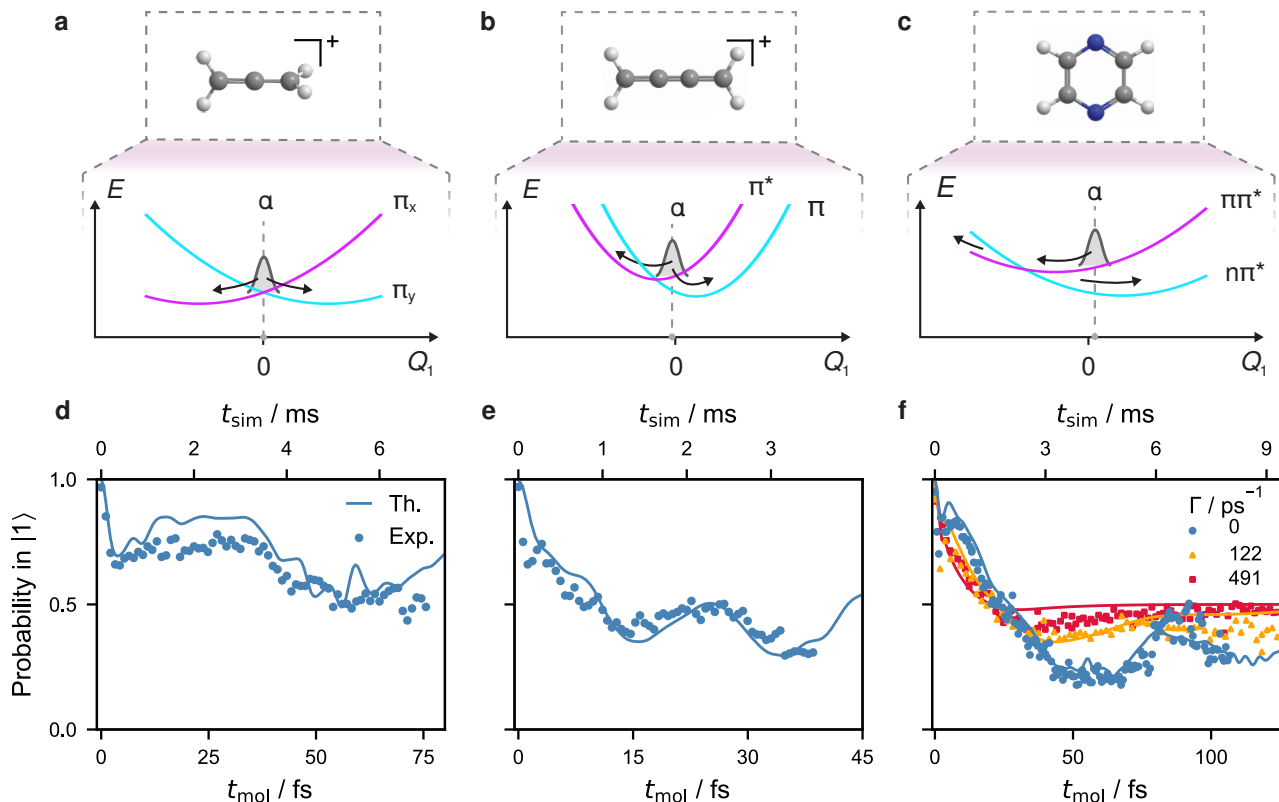 a
+
E
α
πx
πy
0
Q1
b
+
E
α
π*
π
0
Q1
c
E
α
ππ*
nπ*
0
Q1
d
tsim / ms
0 2 4 6
Probability in |1⟩
1.0
0.5
0.0
Th.
Exp.
0 25 50 75
tmol / fs
e
tsim / ms
0 1 2 3
0 15 30 45
tmol / fs
f
tsim / ms
0 3 6 9
Γ / ps−1
0
122
491
0 50 100
tmol / fs